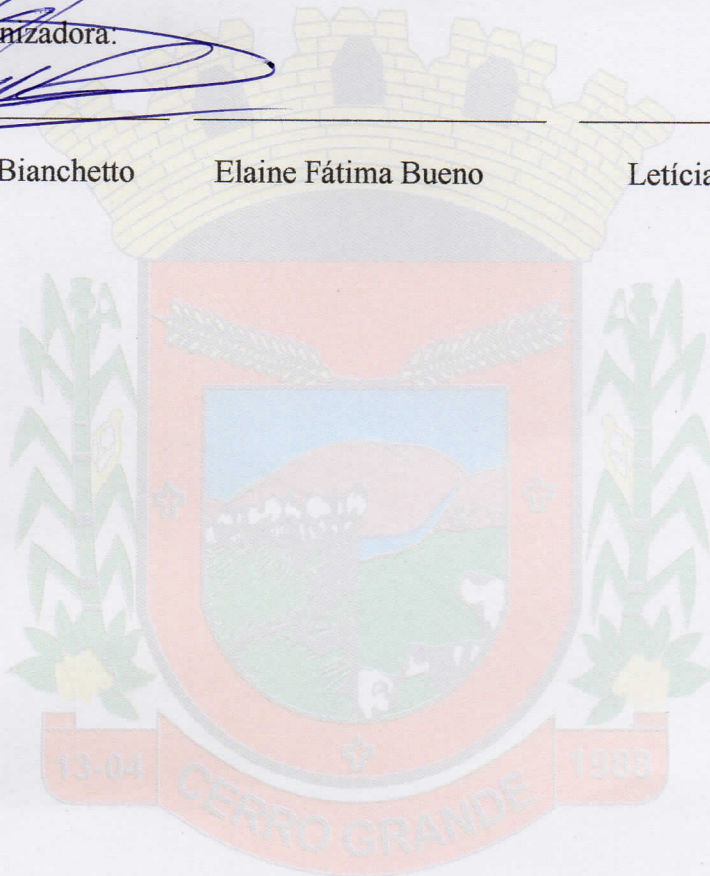 nizadora:
Bianchetto Elaine Fátima Bueno Letícia
13-04 CERRO GRANDE 1988